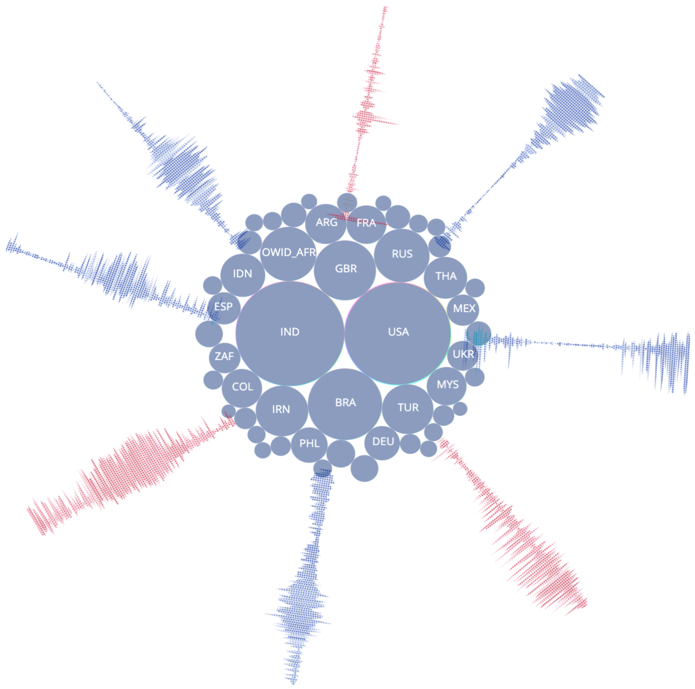 ARG FRA
OWID_AFR RUS
GBR
IDN THA
ESP MEX
IND USA
ZAF UKR
COL MYS
IRN BRA TUR
PHL DEU